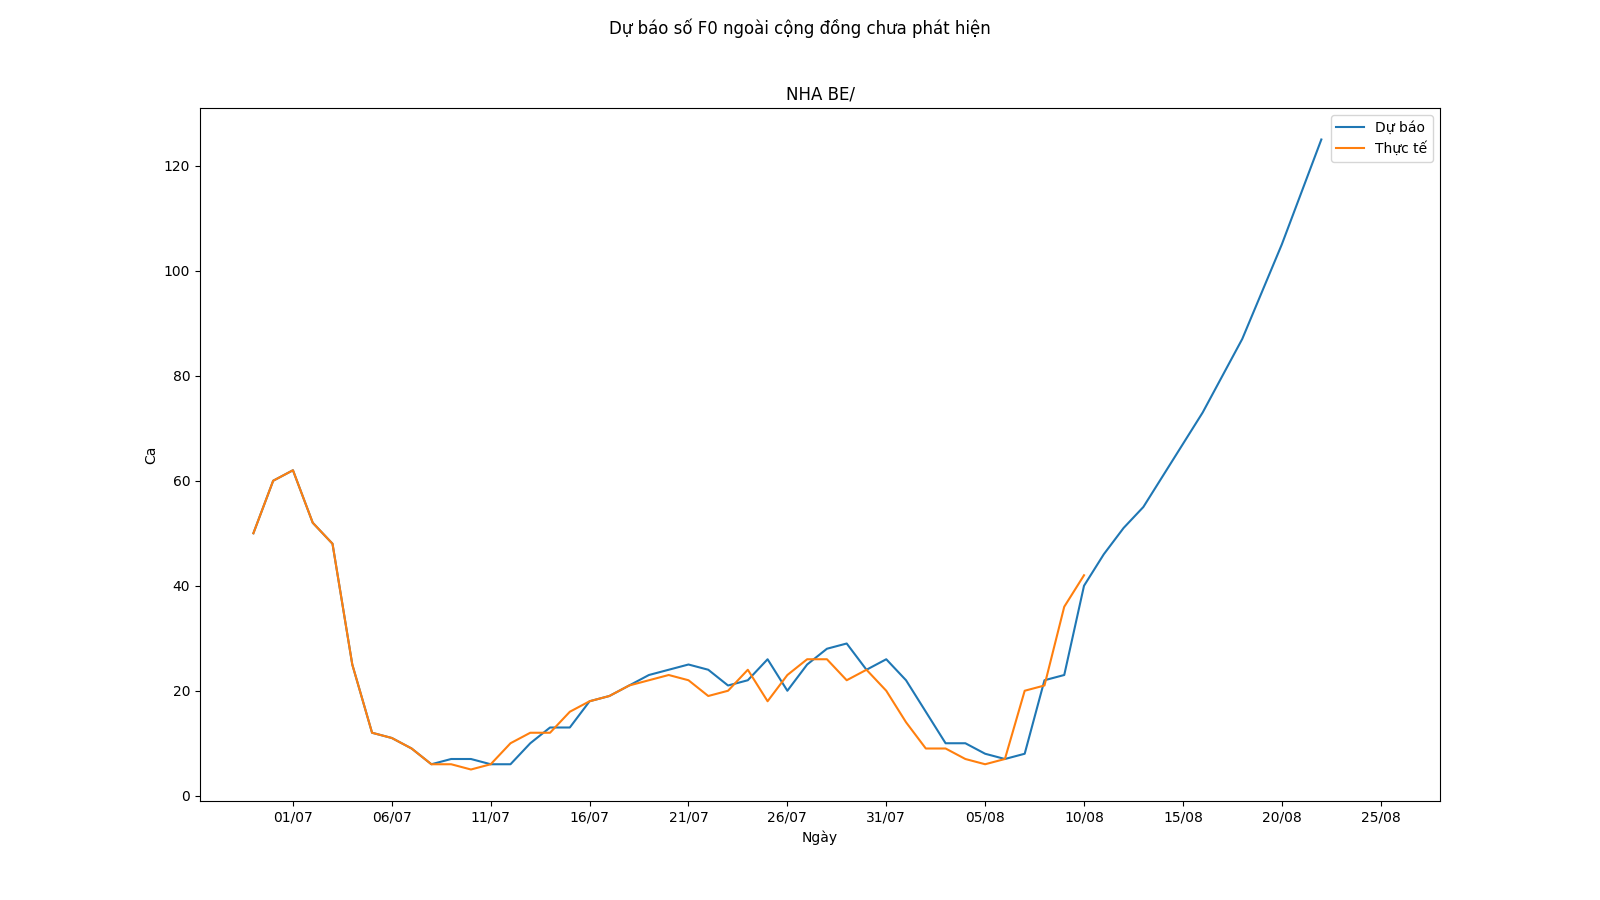 Dự báo số F0 ngoài cộng đồng chưa phát hiện
NHA BE/
Dự báo
Thực tế
120
100
80
60
40
20
0
Ca
01/07 06/07 11/07 16/07 21/07 26/07 31/07 05/08 10/08 15/08 20/08 25/08
Ngày